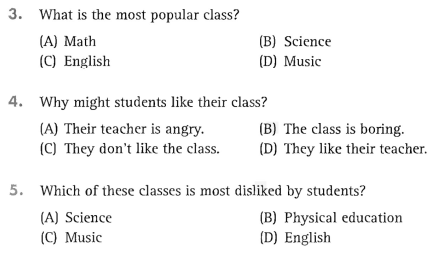 3. What is the most popular class?
(A) Math (B) Science
(C) English (D) Music
4. Why might students like their class?
(A) Their teacher is angry. (B) The class is boring.
(C) They don't like the class. (D) They like their teacher.
5. Which of these classes is most disliked by students?
(A) Science (B) Physical education
(C) Music (D) English